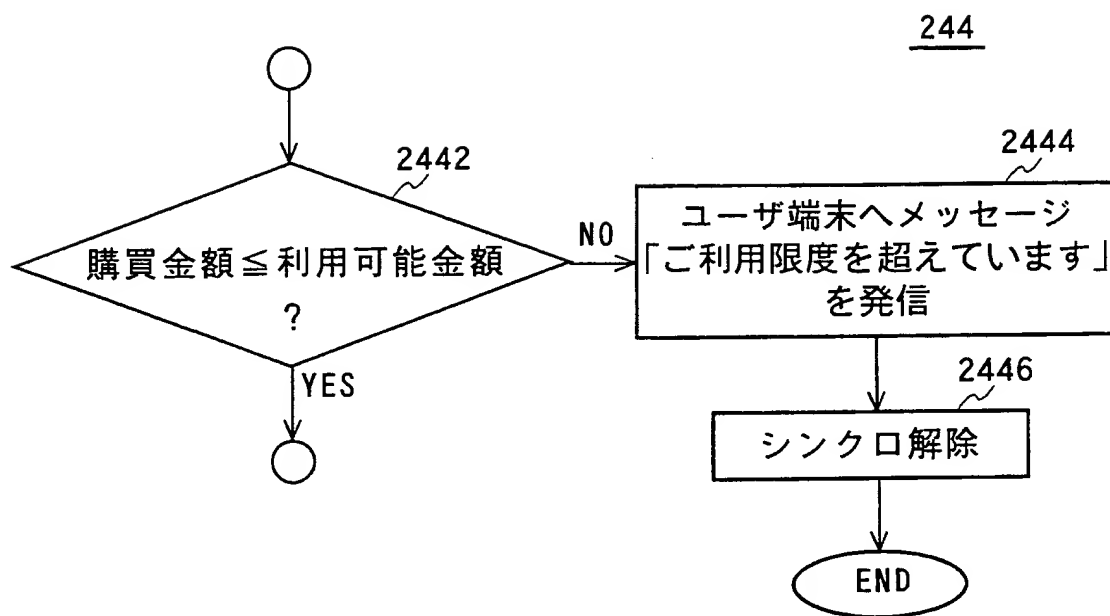 244
2442
購買金額≦利用可能金額
?
NO
YES
2444
ユーザ端末へメッセージ
「ご利用限度を超えています」
を発信
2446
シンクロ解除
END